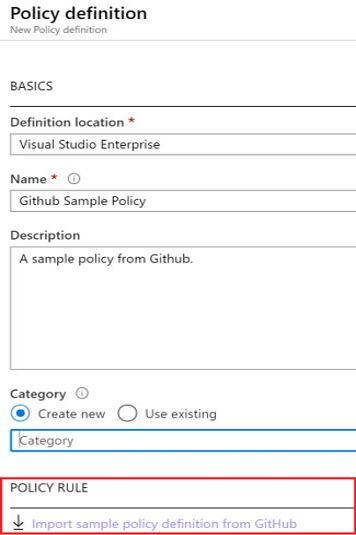 Policy definition
New Policy definition
BASICS
Definition location *
Visual Studio Enterprise
Name *
Github Sample Policy
Description
A sample policy from Github.
Category
Create new Use existing
Category
POLICY RULE
Import sample policy definition from GitHub